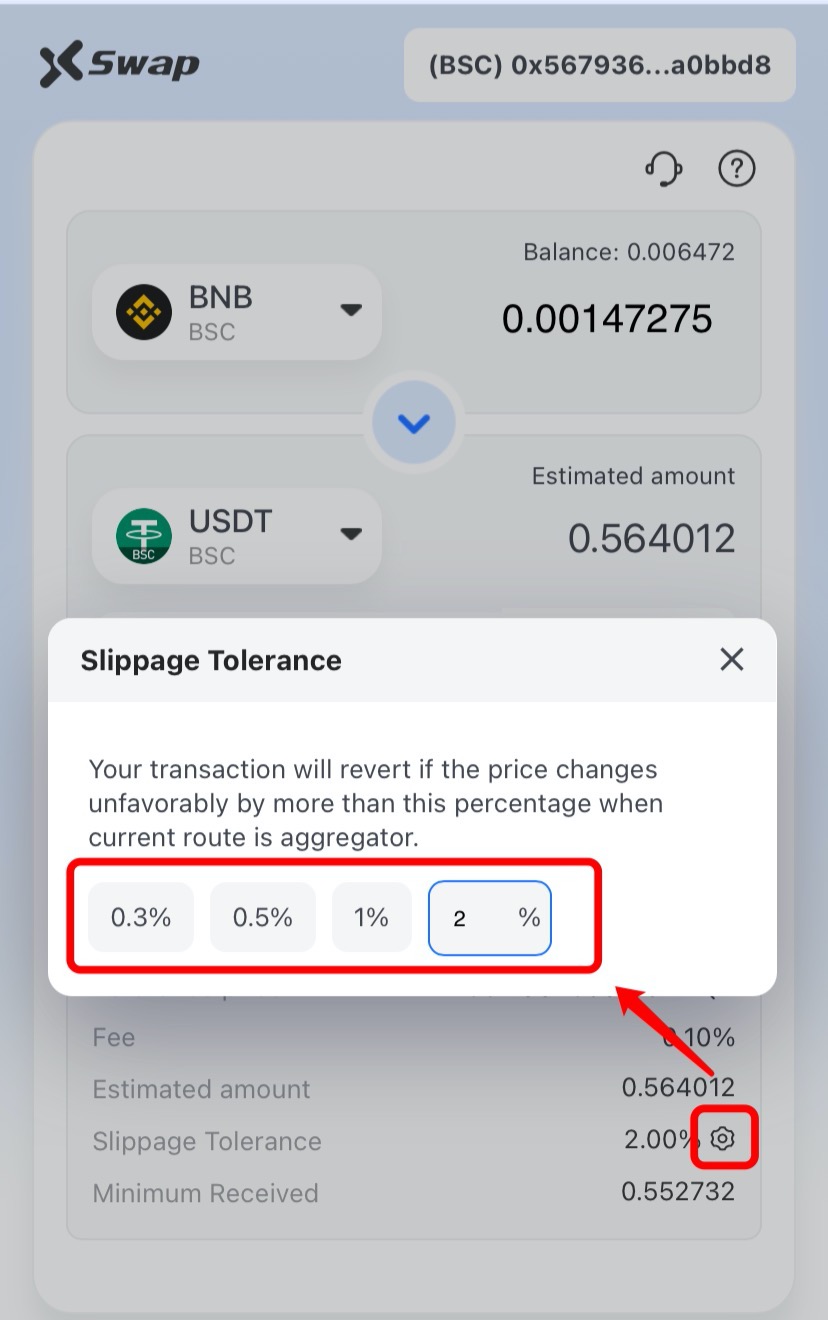 XSwap
(BSC) 0x567936...a0bbd8
?
Balance: 0.006472
BNB
BSC
0.00147275
Estimated amount
USDT
BSC
BSC
0.564012
Slippage Tolerance
Your transaction will revert if the price changes
unfavorably by more than this percentage when
current route is aggregator.
0.3% 0.5% 1% 2 %
Fee 0.10%
Estimated amount 0.564012
Slippage Tolerance 2.00%
Minimum Received 0.552732